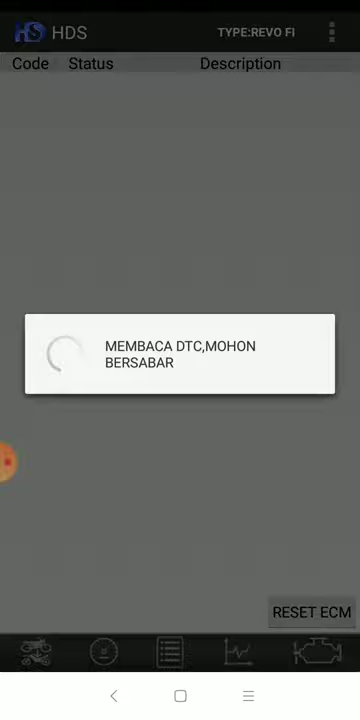 HDS TYPE:REVO FI
Code Status Description
MEMBACA DTC,MOHON
BERSABAR
RESET ECM